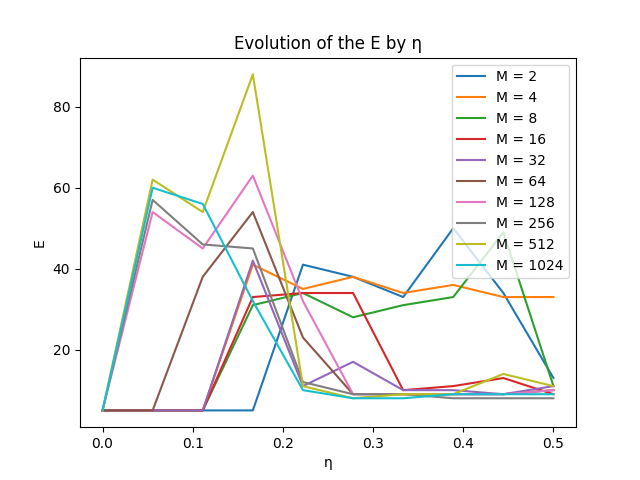 Evolution of the E by η
E
80
60
40
20
M = 2
M = 4
M = 8
M = 16
M = 32
M = 64
M = 128
M = 256
M = 512
M = 1024
0.0 0.1 0.2 0.3 0.4 0.5
η